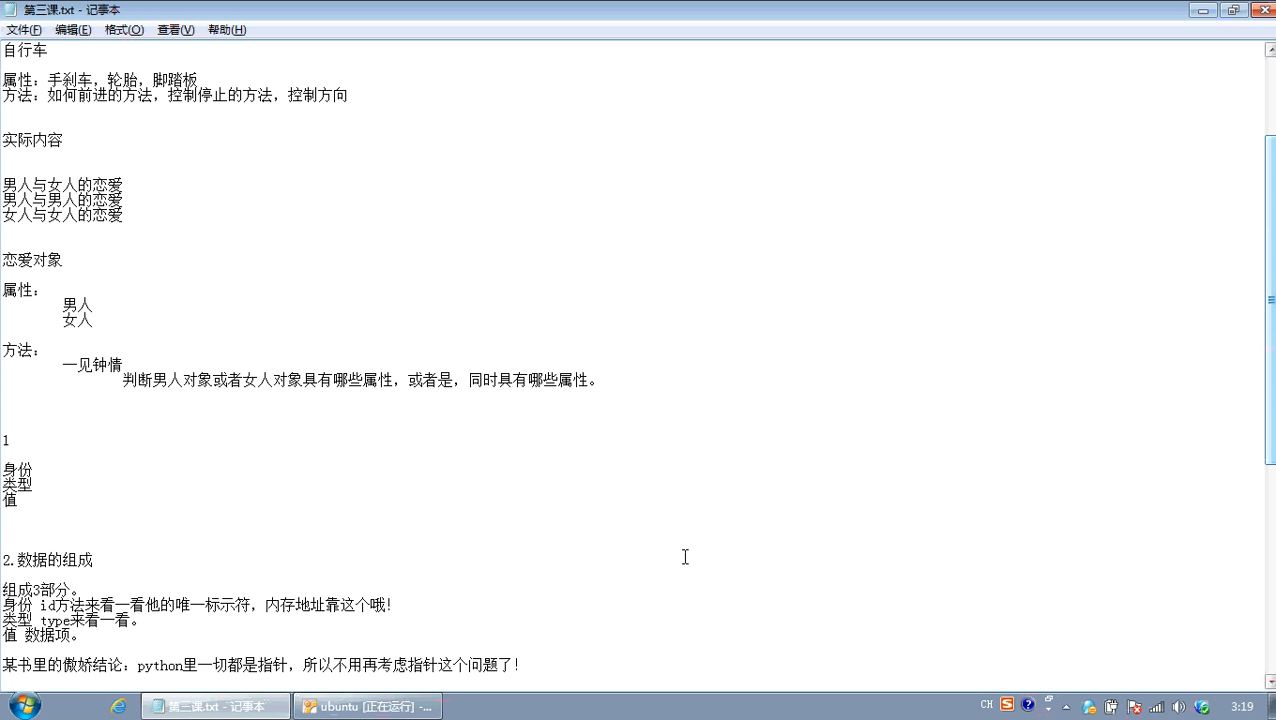 第三课.txt - 记事本
文件(F) 编辑(E) 格式(O) 查看(V) 帮助(H)
自行车
属性：手刹车，轮胎，脚踏板
方法：如何前进的方法，控制停止的方法，控制方向
实际内容
男人与女人的恋爱
男人与男人的恋爱
女人与女人的恋爱
恋爱对象
属性：
男人
女人
方法：
一见钟情
判断男人对象或者女人对象具有哪些属性，或者是，同时具有哪些属性。
1
身份
类型
值
2.数据的组成
组成3部分。
身份 id方法来看一看他的唯一标示符，内存地址靠这个哦！
类型 type来看一看。
值 数据项。
某书里的傲娇结论：python里一切都是指针，所以不用再考虑指针这个问题了！
第三课.txt - 记事本
ubuntu [正在运行] -...
CH
3:19